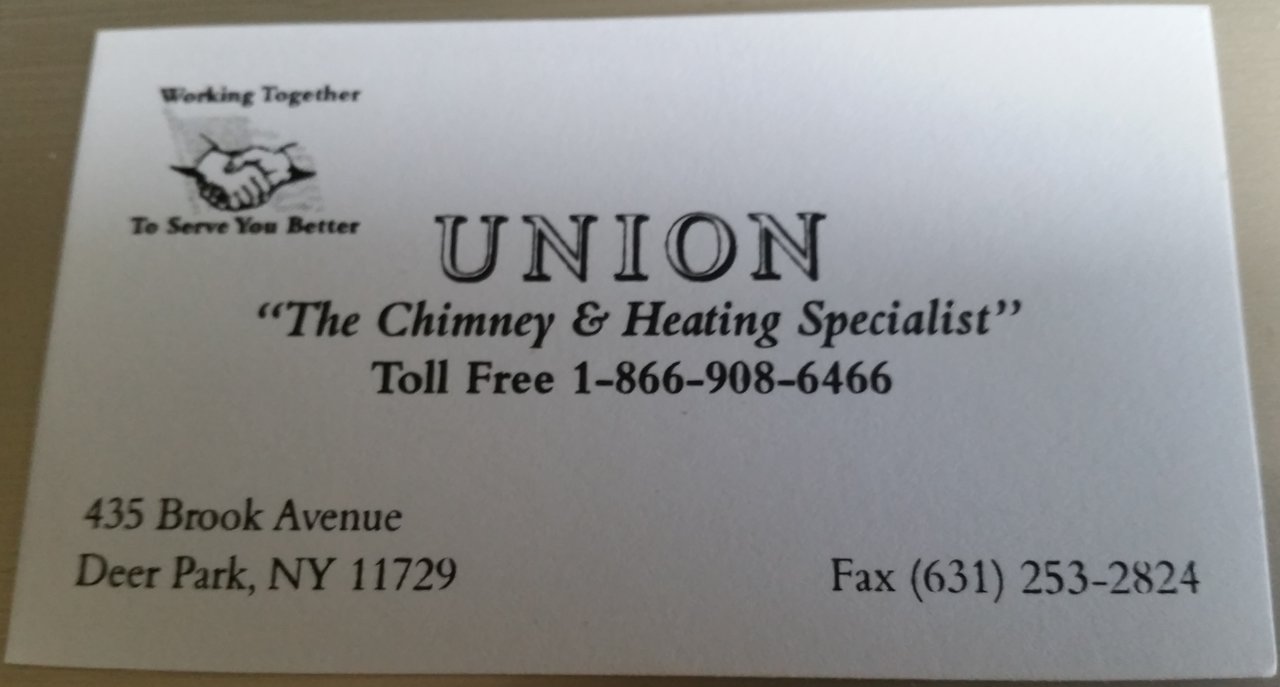 Working Together
To Serve You Better
UNION
“The Chimney & Heating Specialist”
Toll Free 1-866-908-6466
435 Brook Avenue
Deer Park, NY 11729
Fax (631) 253-2824